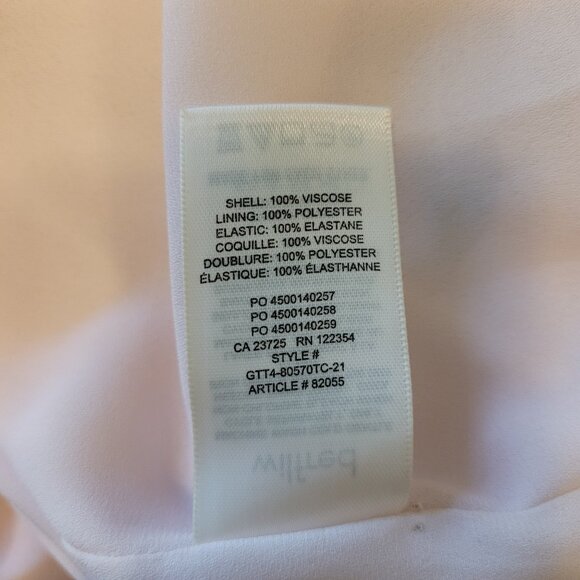 SHELL: 100% VISCOSE
LINING: 100% POLYESTER
ELASTIC: 100% ELASTANE
COQUILLE: 100% VISCOSE
DOUBLURE: 100% POLYESTER
ÉLASTIQUE: 100% ÉLASTHANNE
PO 4500140257
PO 4500140258
PO 4500140259
CA 23725 RN 122354
STYLE #
GTT4-80570TC-21
ARTICLE # 82055
wilfred